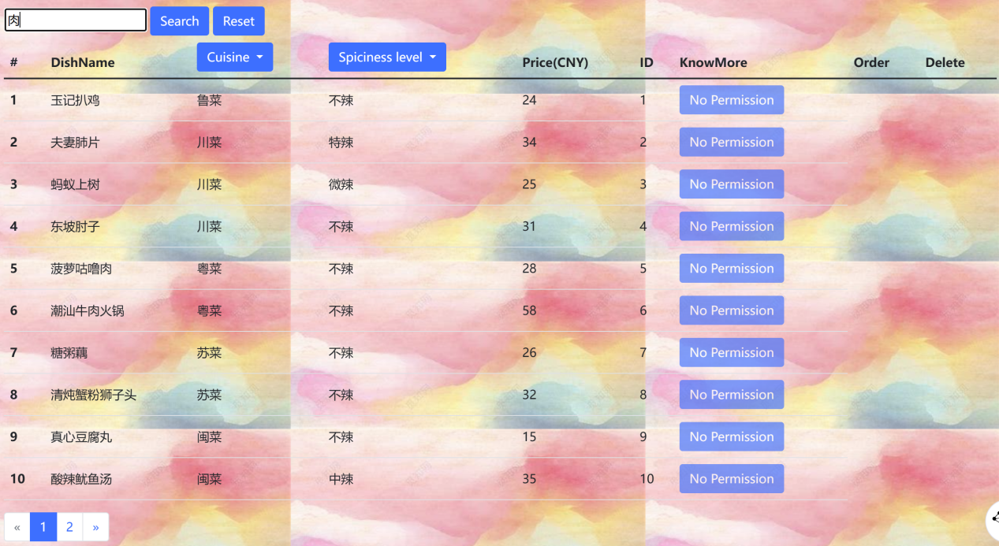 肉 Search Reset
# DishName Cuisine Spiciness level Price(CNY) ID KnowMore Order Delete
1 玉记扒鸡 鲁菜 不辣 24 1 No Permission
2 夫妻肺片 川菜 特辣 34 2 No Permission
3 蚂蚁上树 川菜 微辣 25 3 No Permission
4 东坡肘子 川菜 不辣 31 4 No Permission
5 菠萝咕噜肉 粤菜 不辣 28 5 No Permission
6 潮汕牛肉火锅 粤菜 不辣 58 6 No Permission
7 糖粥藕 苏菜 不辣 26 7 No Permission
8 清炖蟹粉狮子头 苏菜 不辣 32 8 No Permission
9 真心豆腐丸 闽菜 不辣 15 9 No Permission
10 酸辣鱿鱼汤 闽菜 中辣 35 10 No Permission
« 1 2 »